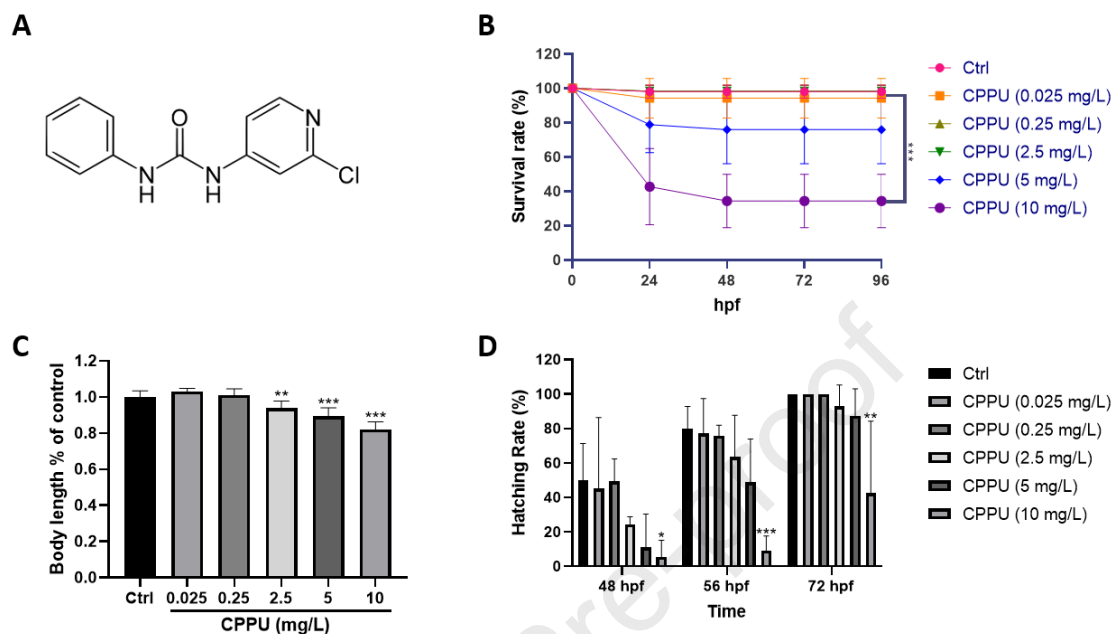 A
O
N
H
N
H
N
Cl
B
120
100
80
60
40
20
0
Survival rate (%)
0
24
48
72
96
hpf
***
Ctrl
CPPU (0.025 mg/L)
CPPU (0.25 mg/L)
CPPU (2.5 mg/L)
CPPU (5 mg/L)
CPPU (10 mg/L)
C
1.2
1.0
0.8
0.6
0.4
0.2
0.0
Body length % of control
**
***
***
Ctrl
0.025
0.25
2.5
5
10
CPPU (mg/L)
D
120
100
80
60
40
20
0
Hatching Rate (%)
*
***
**
48 hpf
56 hpf
72 hpf
Time
Ctrl
CPPU (0.025 mg/L)
CPPU (0.25 mg/L)
CPPU (2.5 mg/L)
CPPU (5 mg/L)
CPPU (10 mg/L)
re-proof